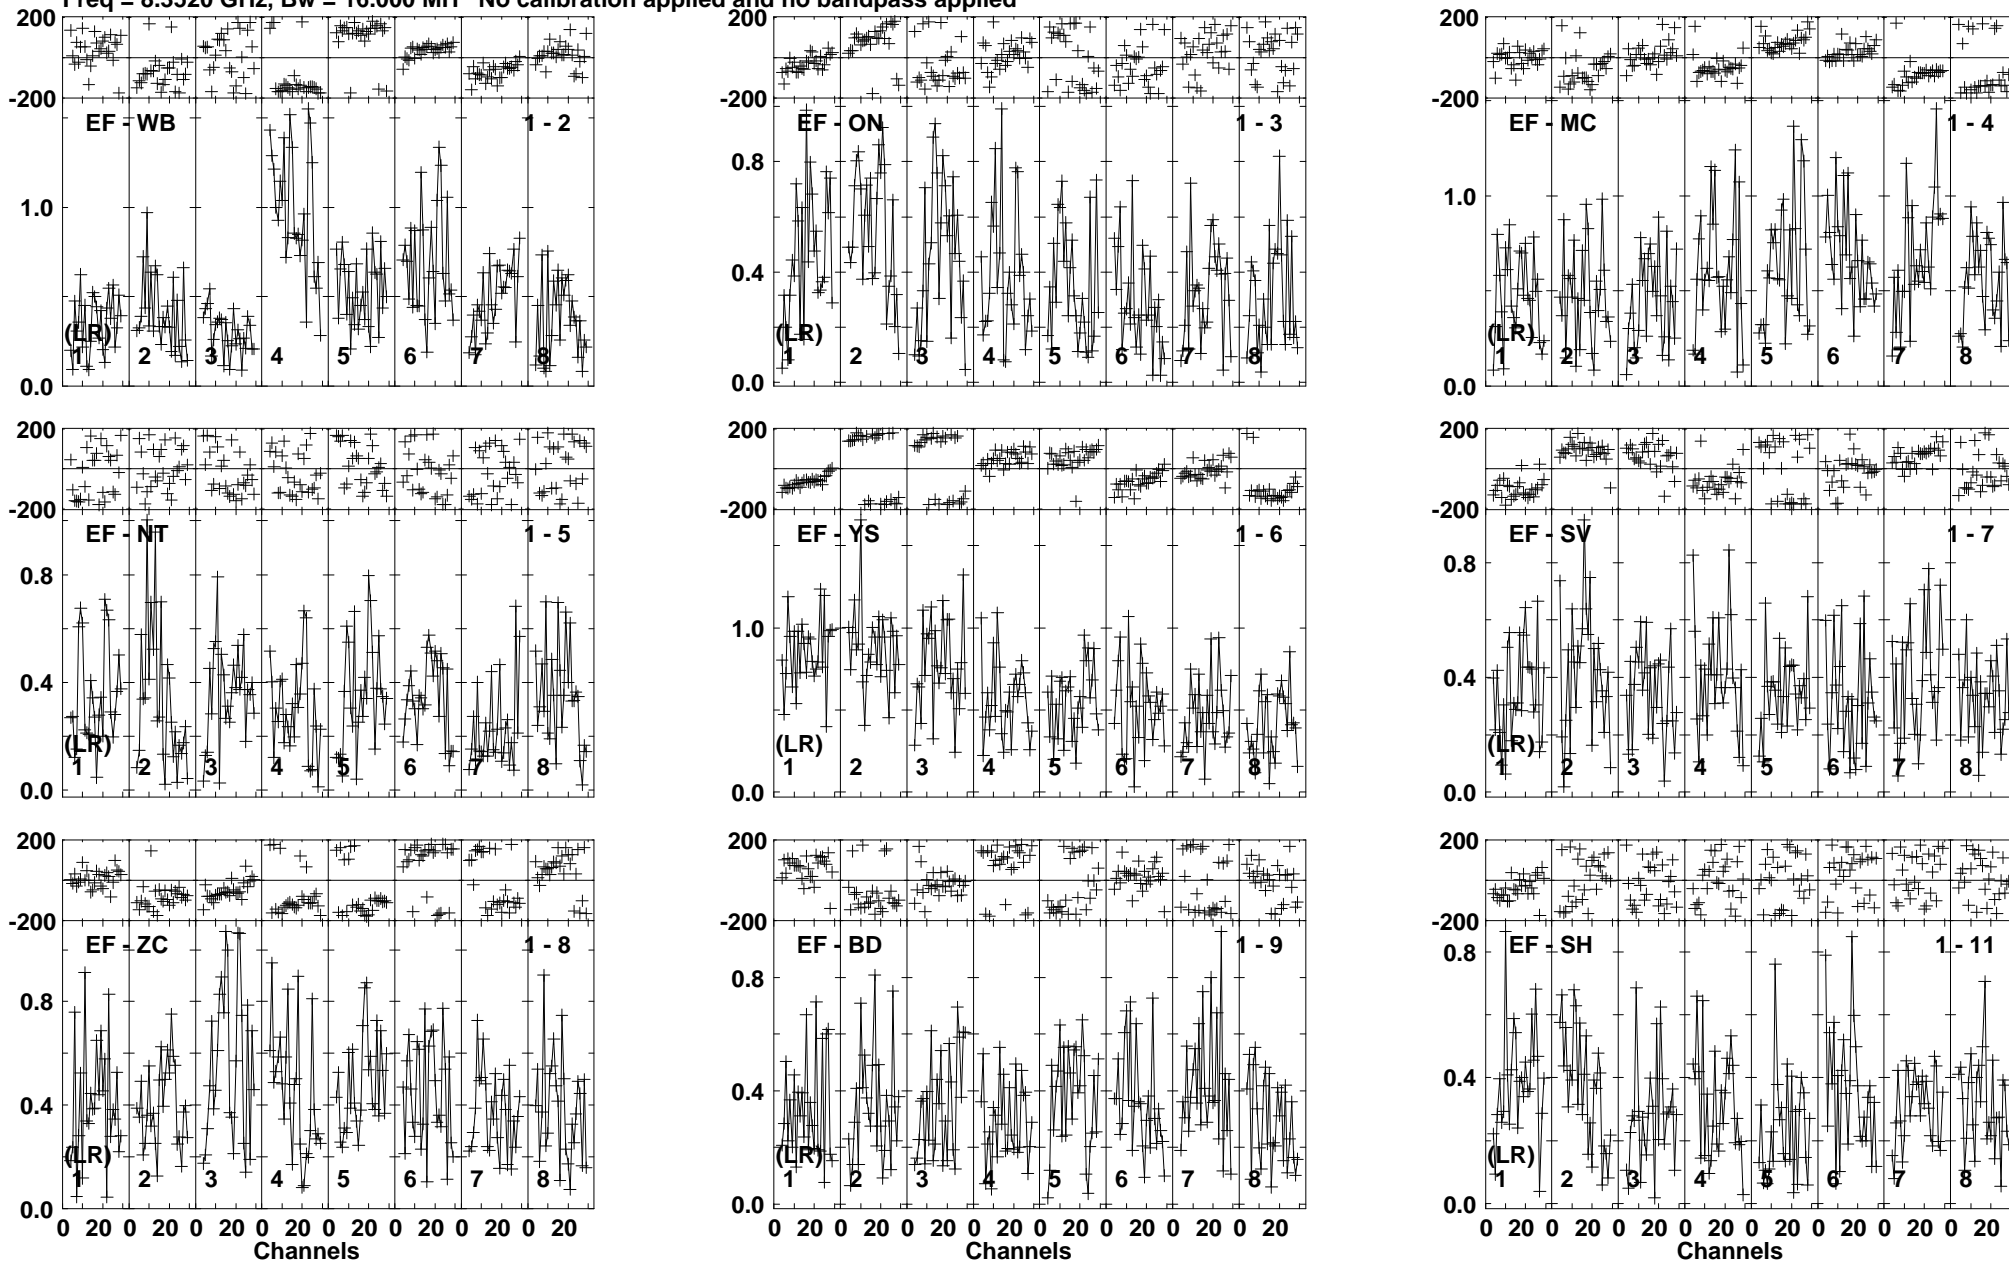 Freq = 8.3520 GHz, Bw = 16.000 MH No calibration applied and no bandpass applied
200 200 200
-200 -200 -200
EF - WB 1 - 2 EF - ON 1 - 3 EF - MC 1 - 4
1.0 0.8 1.0
0.4
(LR) (LR) (LR)
1 2 3 4 5 6 7 8 1 2 3 4 5 6 7 8 1 2 3 4 5 6 7 8
0.0 0.0 0.0
200 200 200
-200 -200 -200
EF - NT 1 - 5 EF - YS 1 - 6 EF - SV 1 - 7
0.8 1.0 0.8
0.4 0.4
(LR) (LR) (LR)
1 2 3 4 5 6 7 8 1 2 3 4 5 6 7 8 1 2 3 4 5 6 7 8
0.0 0.0 0.0
200 200 200
-200 -200 -200
EF - ZC 1 - 8 EF - BD 1 - 9 EF - SH 1 - 11
0.8 0.8 0.8
0.4 0.4 0.4
(LR) (LR) (LR)
1 2 3 4 5 6 7 8 1 2 3 4 5 6 7 8 1 2 3 4 5 6 7 8
0.0 0.0 0.0
0 20 0 20 0 20 0 20 0 20 0 20 0 20 0 20 0 20 0 20 0 20 0 20 0 20 0 20 0 20 0 20 0 20 0 20 0 20 0 20 0 20 0 20 0 20 0 20
Channels Channels Channels